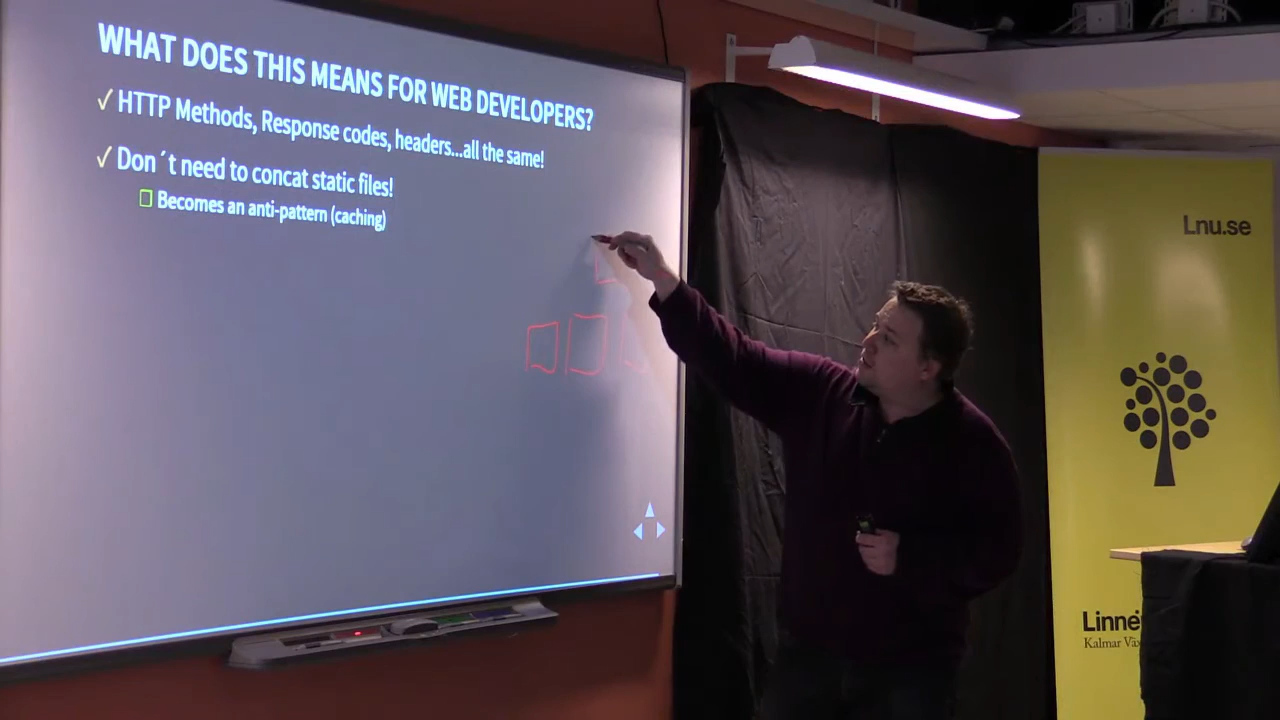 WHAT DOES THIS MEANS FOR WEB DEVELOPERS?
✓ HTTP Methods, Response codes, headers...all the same!
✓ Don´t need to concat static files!
Becomes an anti-pattern (caching)
Lnu.se
Linné
Kalmar Väx